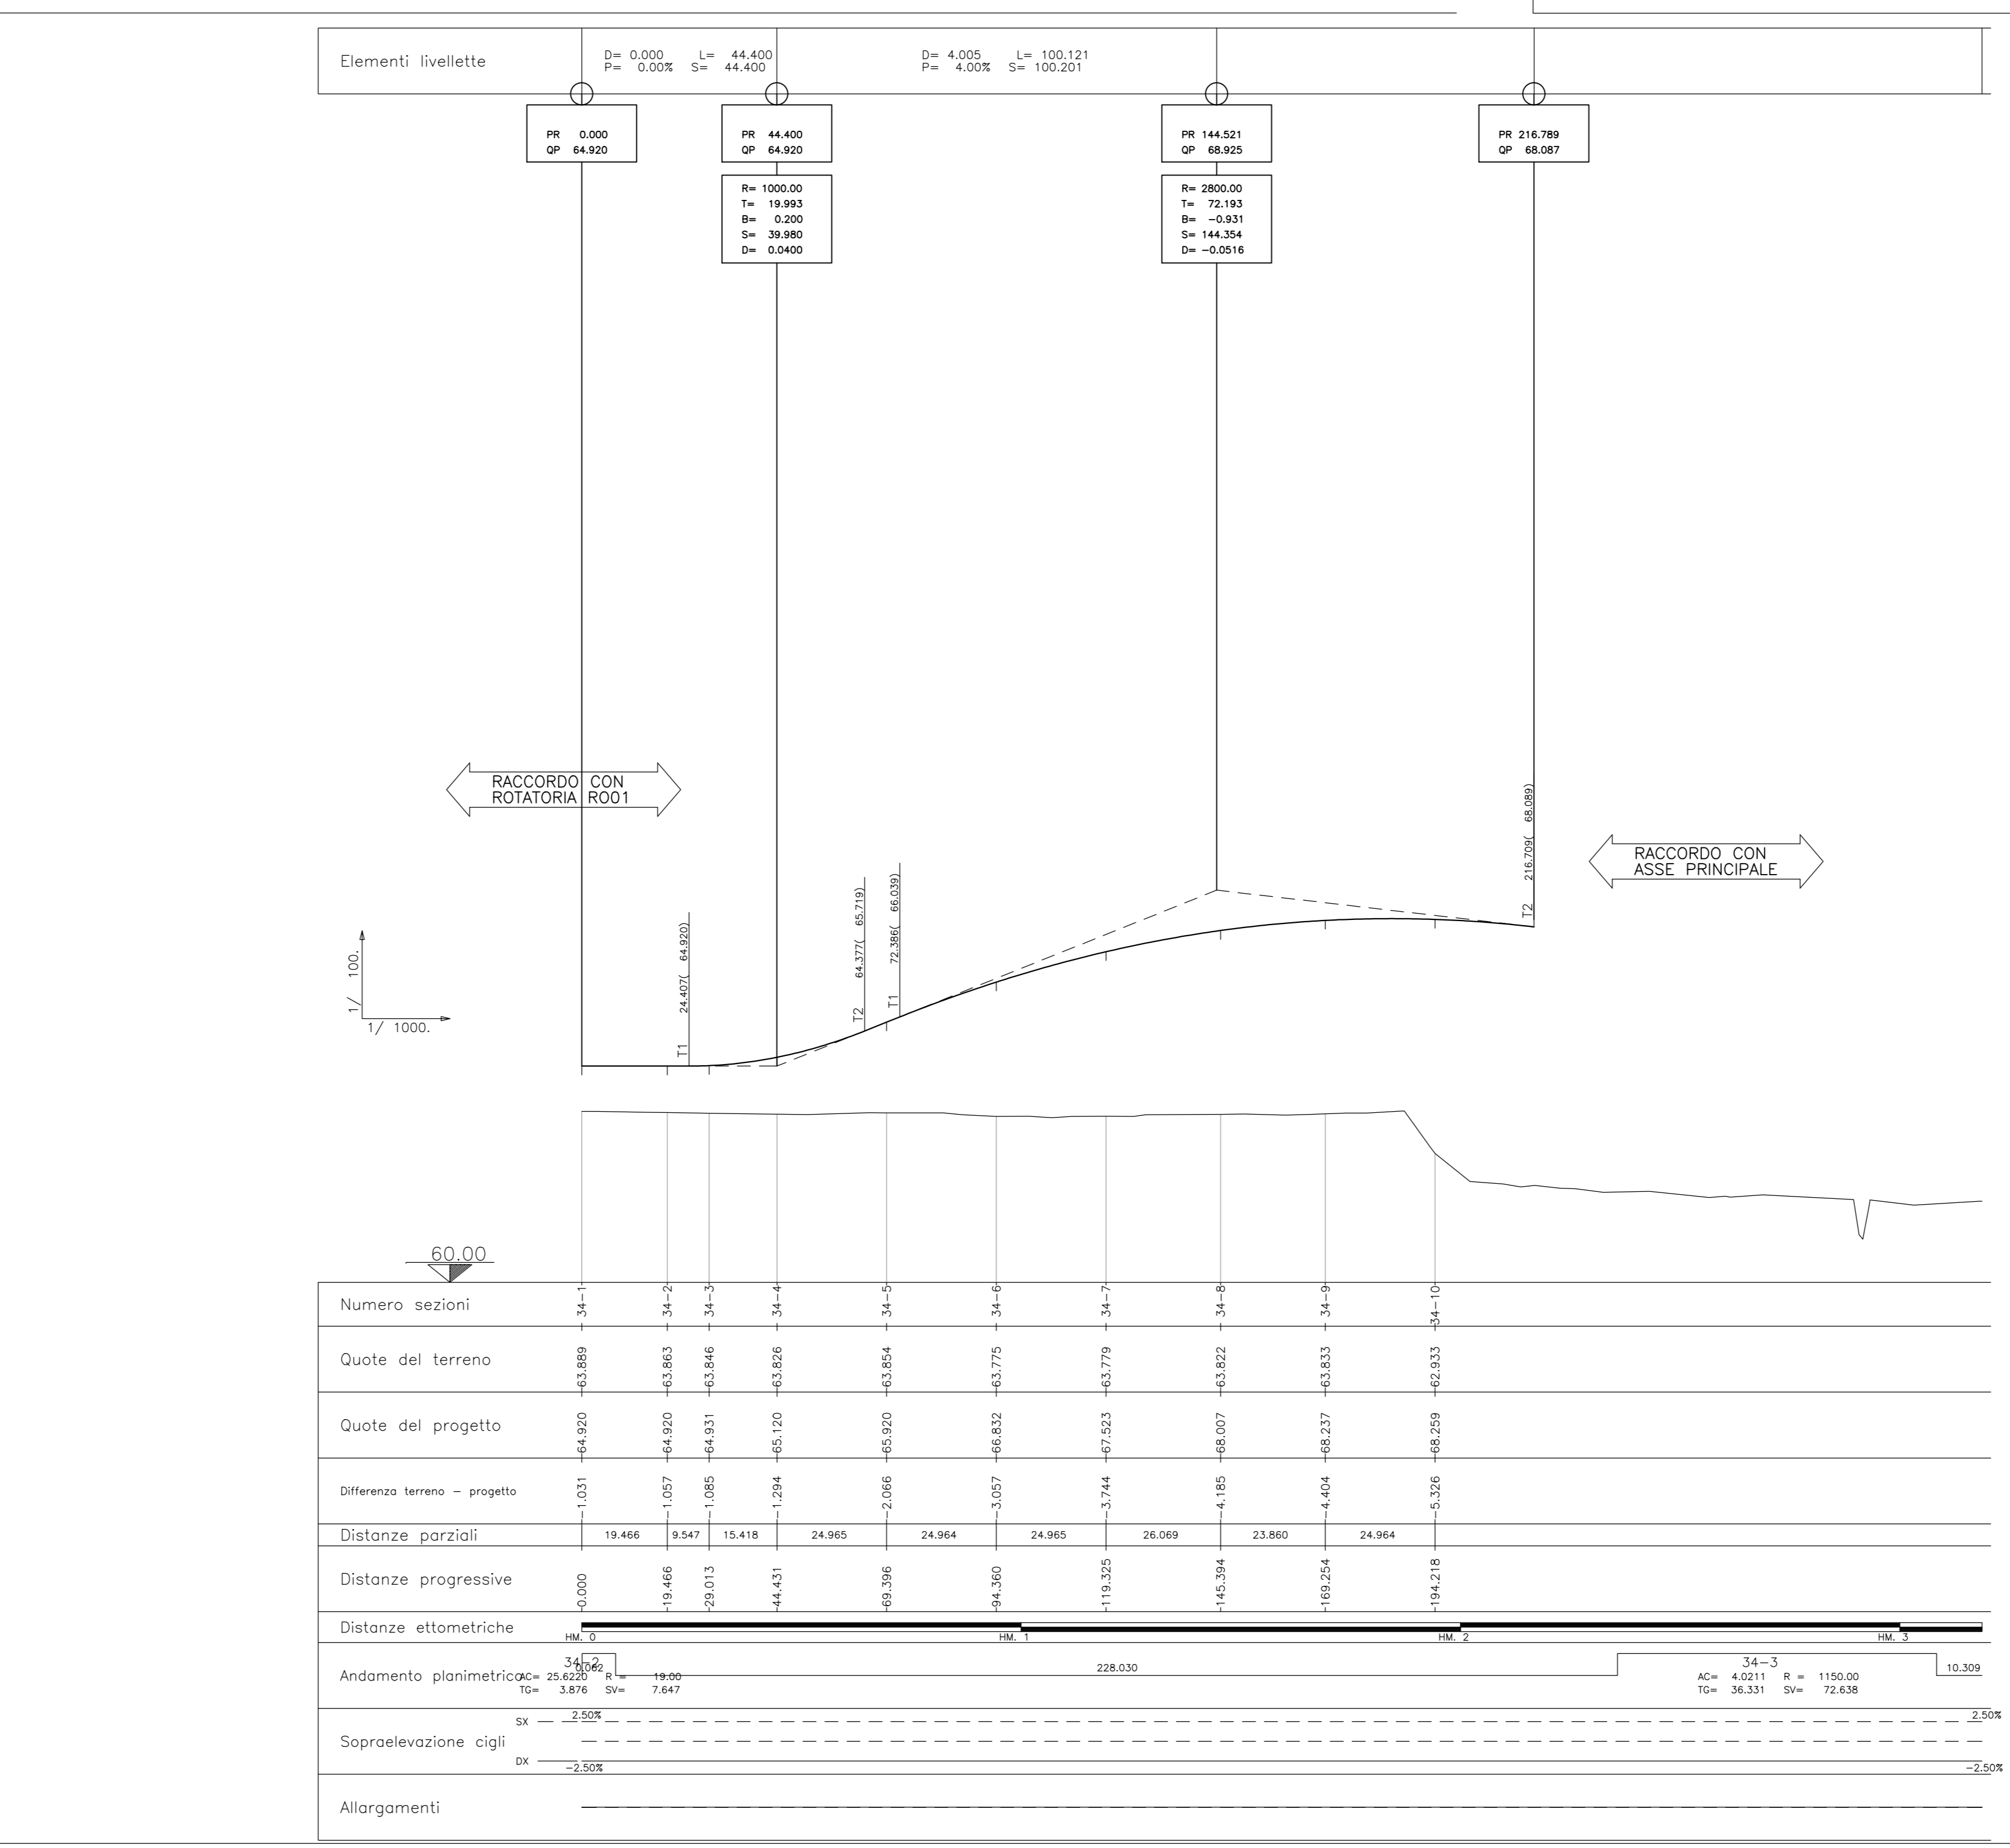 Elementi livellette
D= 0.000 L= 44.400
P= 0.00% S= 44.400
D= 4.005 L= 100.121
P= 4.00% S= 100.201
PR 0.000
QP 64.920
PR 44.400
QP 64.920
PR 144.521
QP 68.925
PR 216.789
QP 68.087
R= 1000.00
T= 19.993
B= 0.200
S= 39.980
D= 0.0400
R= 2800.00
T= 72.193
B= -0.931
S= 144.354
D= -0.0516
RACCORDO CON
ROTATORIA RO01
RACCORDO CON
ASSE PRINCIPALE
T1 24.407( 64.920)
T2 64.377( 65.719)
T1 72.386( 66.039)
T2 216.709( 68.089)
1/ 100.
1/ 1000.
60.00
Numero sezioni
34-1 34-2 34-3 34-4 34-5 34-6 34-7 34-8 34-9 34-10
Quote del terreno
63.889 63.863 63.846 63.826 63.854 63.775 63.779 63.822 63.833 62.933
Quote del progetto
64.920 64.920 64.931 65.120 65.920 66.832 67.523 68.007 68.237 68.259
Differenza terreno - progetto
-1.031 -1.057 -1.085 -1.294 -2.066 -3.057 -3.744 -4.185 -4.404 -5.326
Distanze parziali
19.466 9.547 15.418 24.965 24.964 24.965 26.069 23.860 24.964
Distanze progressive
0.000 19.466 29.013 44.431 69.396 94.360 119.325 145.394 169.254 194.218
Distanze ettometriche
HM. 0 HM. 1 HM. 2 HM. 3
Andamento planimetrico
34-2
0.062
AC= 25.6220 R = 19.00
TG= 3.876 SV= 7.647
228.030
34-3
AC= 4.0211 R = 1150.00
TG= 36.331 SV= 72.638
10.309
Sopraelevazione cigli
SX 2.50% 2.50%
DX -2.50% -2.50%
Allargamenti